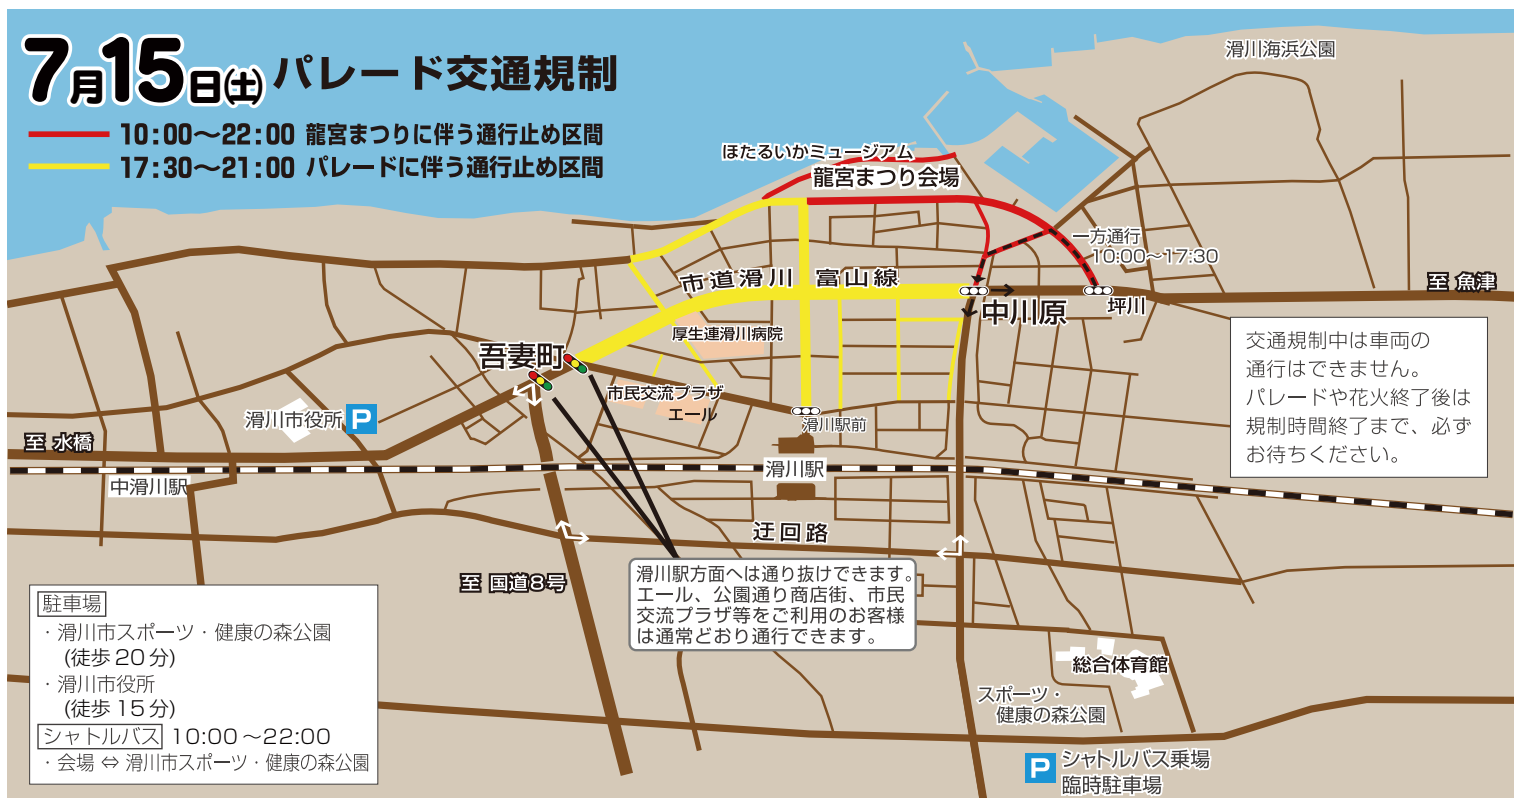 7月15日(土) パレード交通規制
10:00～22:00 龍宮まつりに伴う通行止め区間
17:30～21:00 パレードに伴う通行止め区間
滑川海浜公園
ほたるいかミュージアム
龍宮まつり会場
一方通行
10:00～17:30
市道滑川 富山線
至 魚津
中川原
坪川
厚生連滑川病院
吾妻町
市民交流プラザ
エール
滑川駅前
交通規制中は車両の
通行はできません。
パレードや花火終了後は
規制時間終了まで、必ず
お待ちください。
滑川市役所 P
至 水橋
中滑川駅
滑川駅
迂回路
至 国道8号
滑川駅方面へは通り抜けできます。
エール、公園通り商店街、市民
交流プラザ等をご利用のお客様
は通常どおり通行できます。
駐車場
・滑川市スポーツ・健康の森公園
(徒歩20分)
・滑川市役所
(徒歩15分)
シャトルバス 10:00～22:00
・会場 ⇔ 滑川市スポーツ・健康の森公園
総合体育館
スポーツ・
健康の森公園
P シャトルバス乗場
臨時駐車場